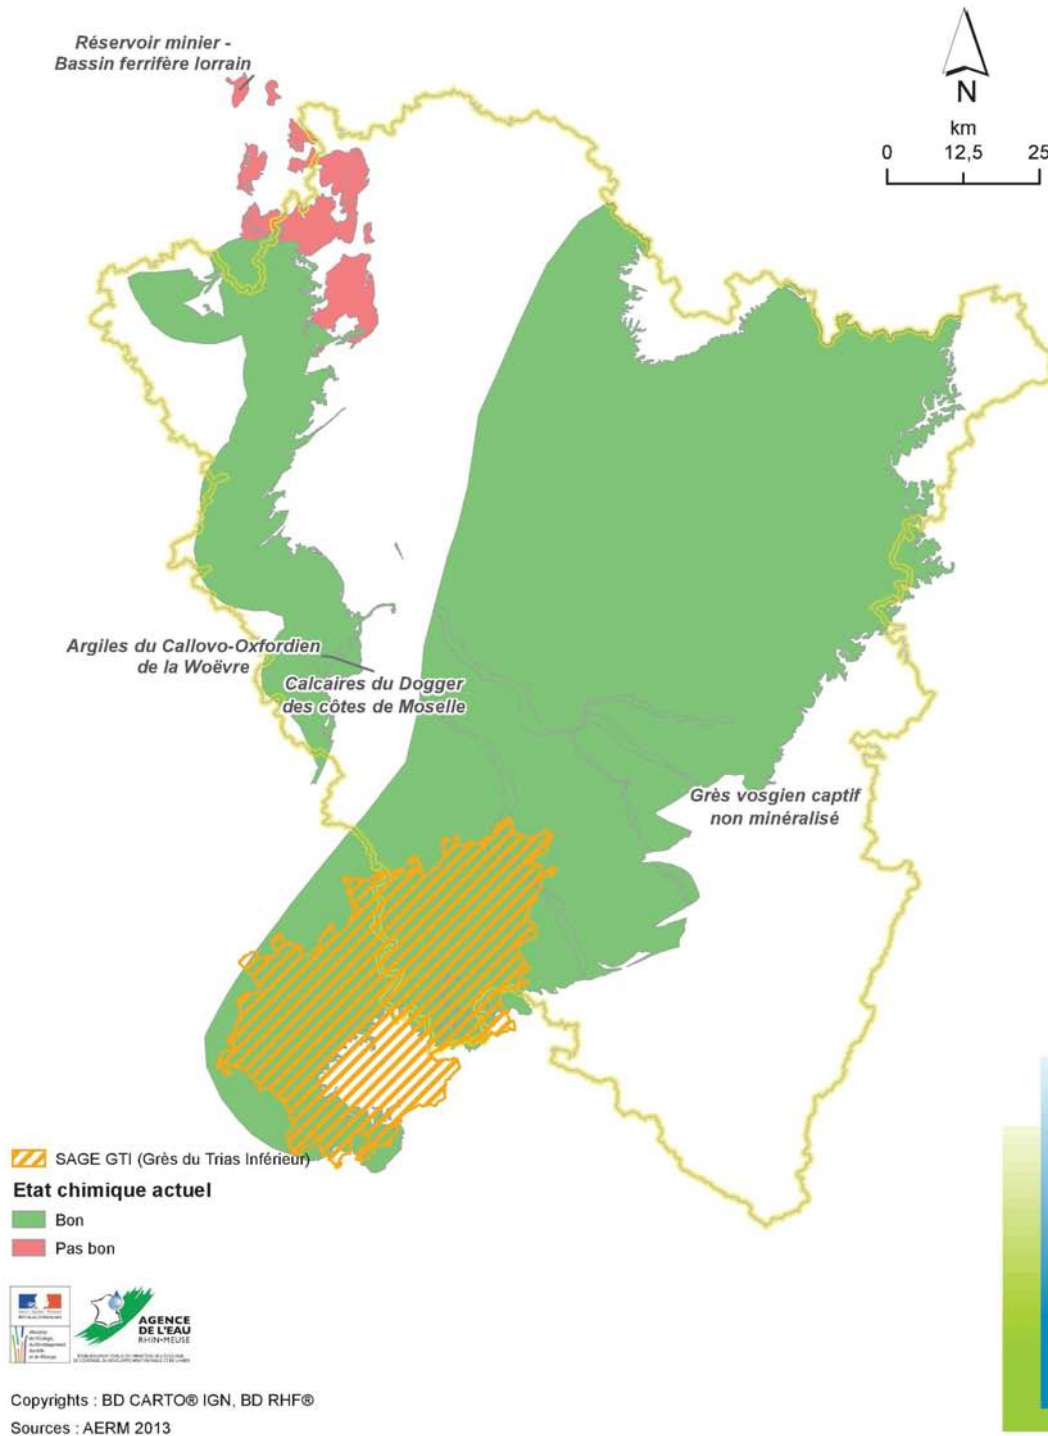 Réservoir minier -
Bassin ferrifère lorrain
N
km
0 12,5 25
Argiles du Callovo-Oxfordien
de la Woëvre
Calcaires du Dogger
des côtes de Moselle
Grès vosgien captif
non minéralisé
SAGE GTI (Grès du Trias Inférieur)
Etat chimique actuel
Bon
Pas bon
AGENCE
DE L'EAU
RHIN-MEUSE
Copyrights : BD CARTO® IGN, BD RHF®
Sources : AERM 2013